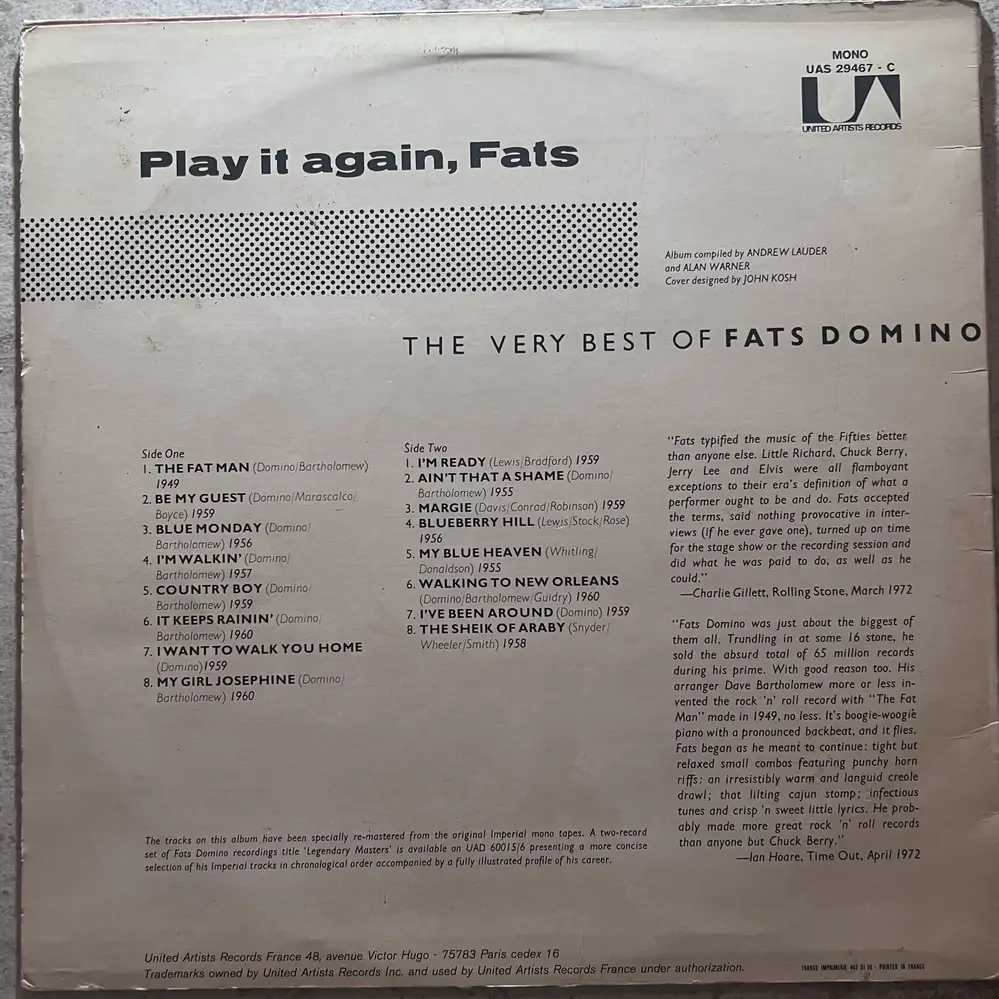 MONO
UAS 29467 - C
UA
UNITED ARTISTS RECORDS
Play it again, Fats
Album compiled by ANDREW LAUDER
and ALAN WARNER
Cover designed by JOHN KOSH
THE VERY BEST OF FATS DOMINO
Side One
1. THE FAT MAN (Domino/Bartholomew)
1949
2. BE MY GUEST (Domino/Marascalco/
Boyce) 1959
3. BLUE MONDAY (Domino/
Bartholomew) 1956
4. I'M WALKIN' (Domino/
Bartholomew) 1957
5. COUNTRY BOY (Domino/
Bartholomew) 1959
6. IT KEEPS RAININ' (Domino/
Bartholomew) 1960
7. I WANT TO WALK YOU HOME
(Domino) 1959
8. MY GIRL JOSEPHINE (Domino/
Bartholomew) 1960
Side Two
1. I'M READY (Lewis/Bradford) 1959
2. AIN'T THAT A SHAME (Domino/
Bartholomew) 1955
3. MARGIE (Davis/Conrad/Robinson) 1959
4. BLUEBERRY HILL (Lewis/Stock/Rose)
1956
5. MY BLUE HEAVEN (Whitling/
Donaldson) 1955
6. WALKING TO NEW ORLEANS
(Domino/Bartholomew/Guidry) 1960
7. I'VE BEEN AROUND (Domino) 1959
8. THE SHEIK OF ARABY (Snyder/
Wheeler/Smith) 1958
"Fats typified the music of the Fifties better
than anyone else. Little Richard, Chuck Berry,
Jerry Lee and Elvis were all flamboyant
exceptions to their era's definition of what a
performer ought to be and do. Fats accepted
the terms, said nothing provocative in inter-
views (if he ever gave one), turned up on time
for the stage show or the recording session and
did what he was paid to do, as well as he
could."
—Charlie Gillett, Rolling Stone, March 1972
"Fats Domino was just about the biggest of
them all. Trundling in at some 16 stone, he
sold the absurd total of 65 million records
during his prime. With good reason too. His
arranger Dave Bartholomew more or less in-
vented the rock 'n' roll record with "The Fat
Man" made in 1949, no less. It's boogie-woogie
piano with a pronounced backbeat, and it flies.
Fats began as he meant to continue: tight but
relaxed small combos featuring punchy horn
riffs: an irresistibly warm and languid creole
drawl; that lilting cajun stomp; infectious
tunes and crisp 'n sweet little lyrics. He prob-
ably made more great rock 'n' roll records
than anyone but Chuck Berry."
—Ian Hoare, Time Out, April 1972
The tracks on this album have been specially re-mastered from the original Imperial mono tapes. A two-record
set of Fats Domino recordings title 'Legendary Masters' is available on UAD 60015/6 presenting a more concise
selection of his Imperial tracks in chronological order accompanied by a fully illustrated profile of his career.
United Artists Records France 48, avenue Victor Hugo - 75783 Paris cedex 16
Trademarks owned by United Artists Records Inc. and used by United Artists Records France under authorization.
FRANCE IMPRIMERIE - PRINTED IN FRANCE